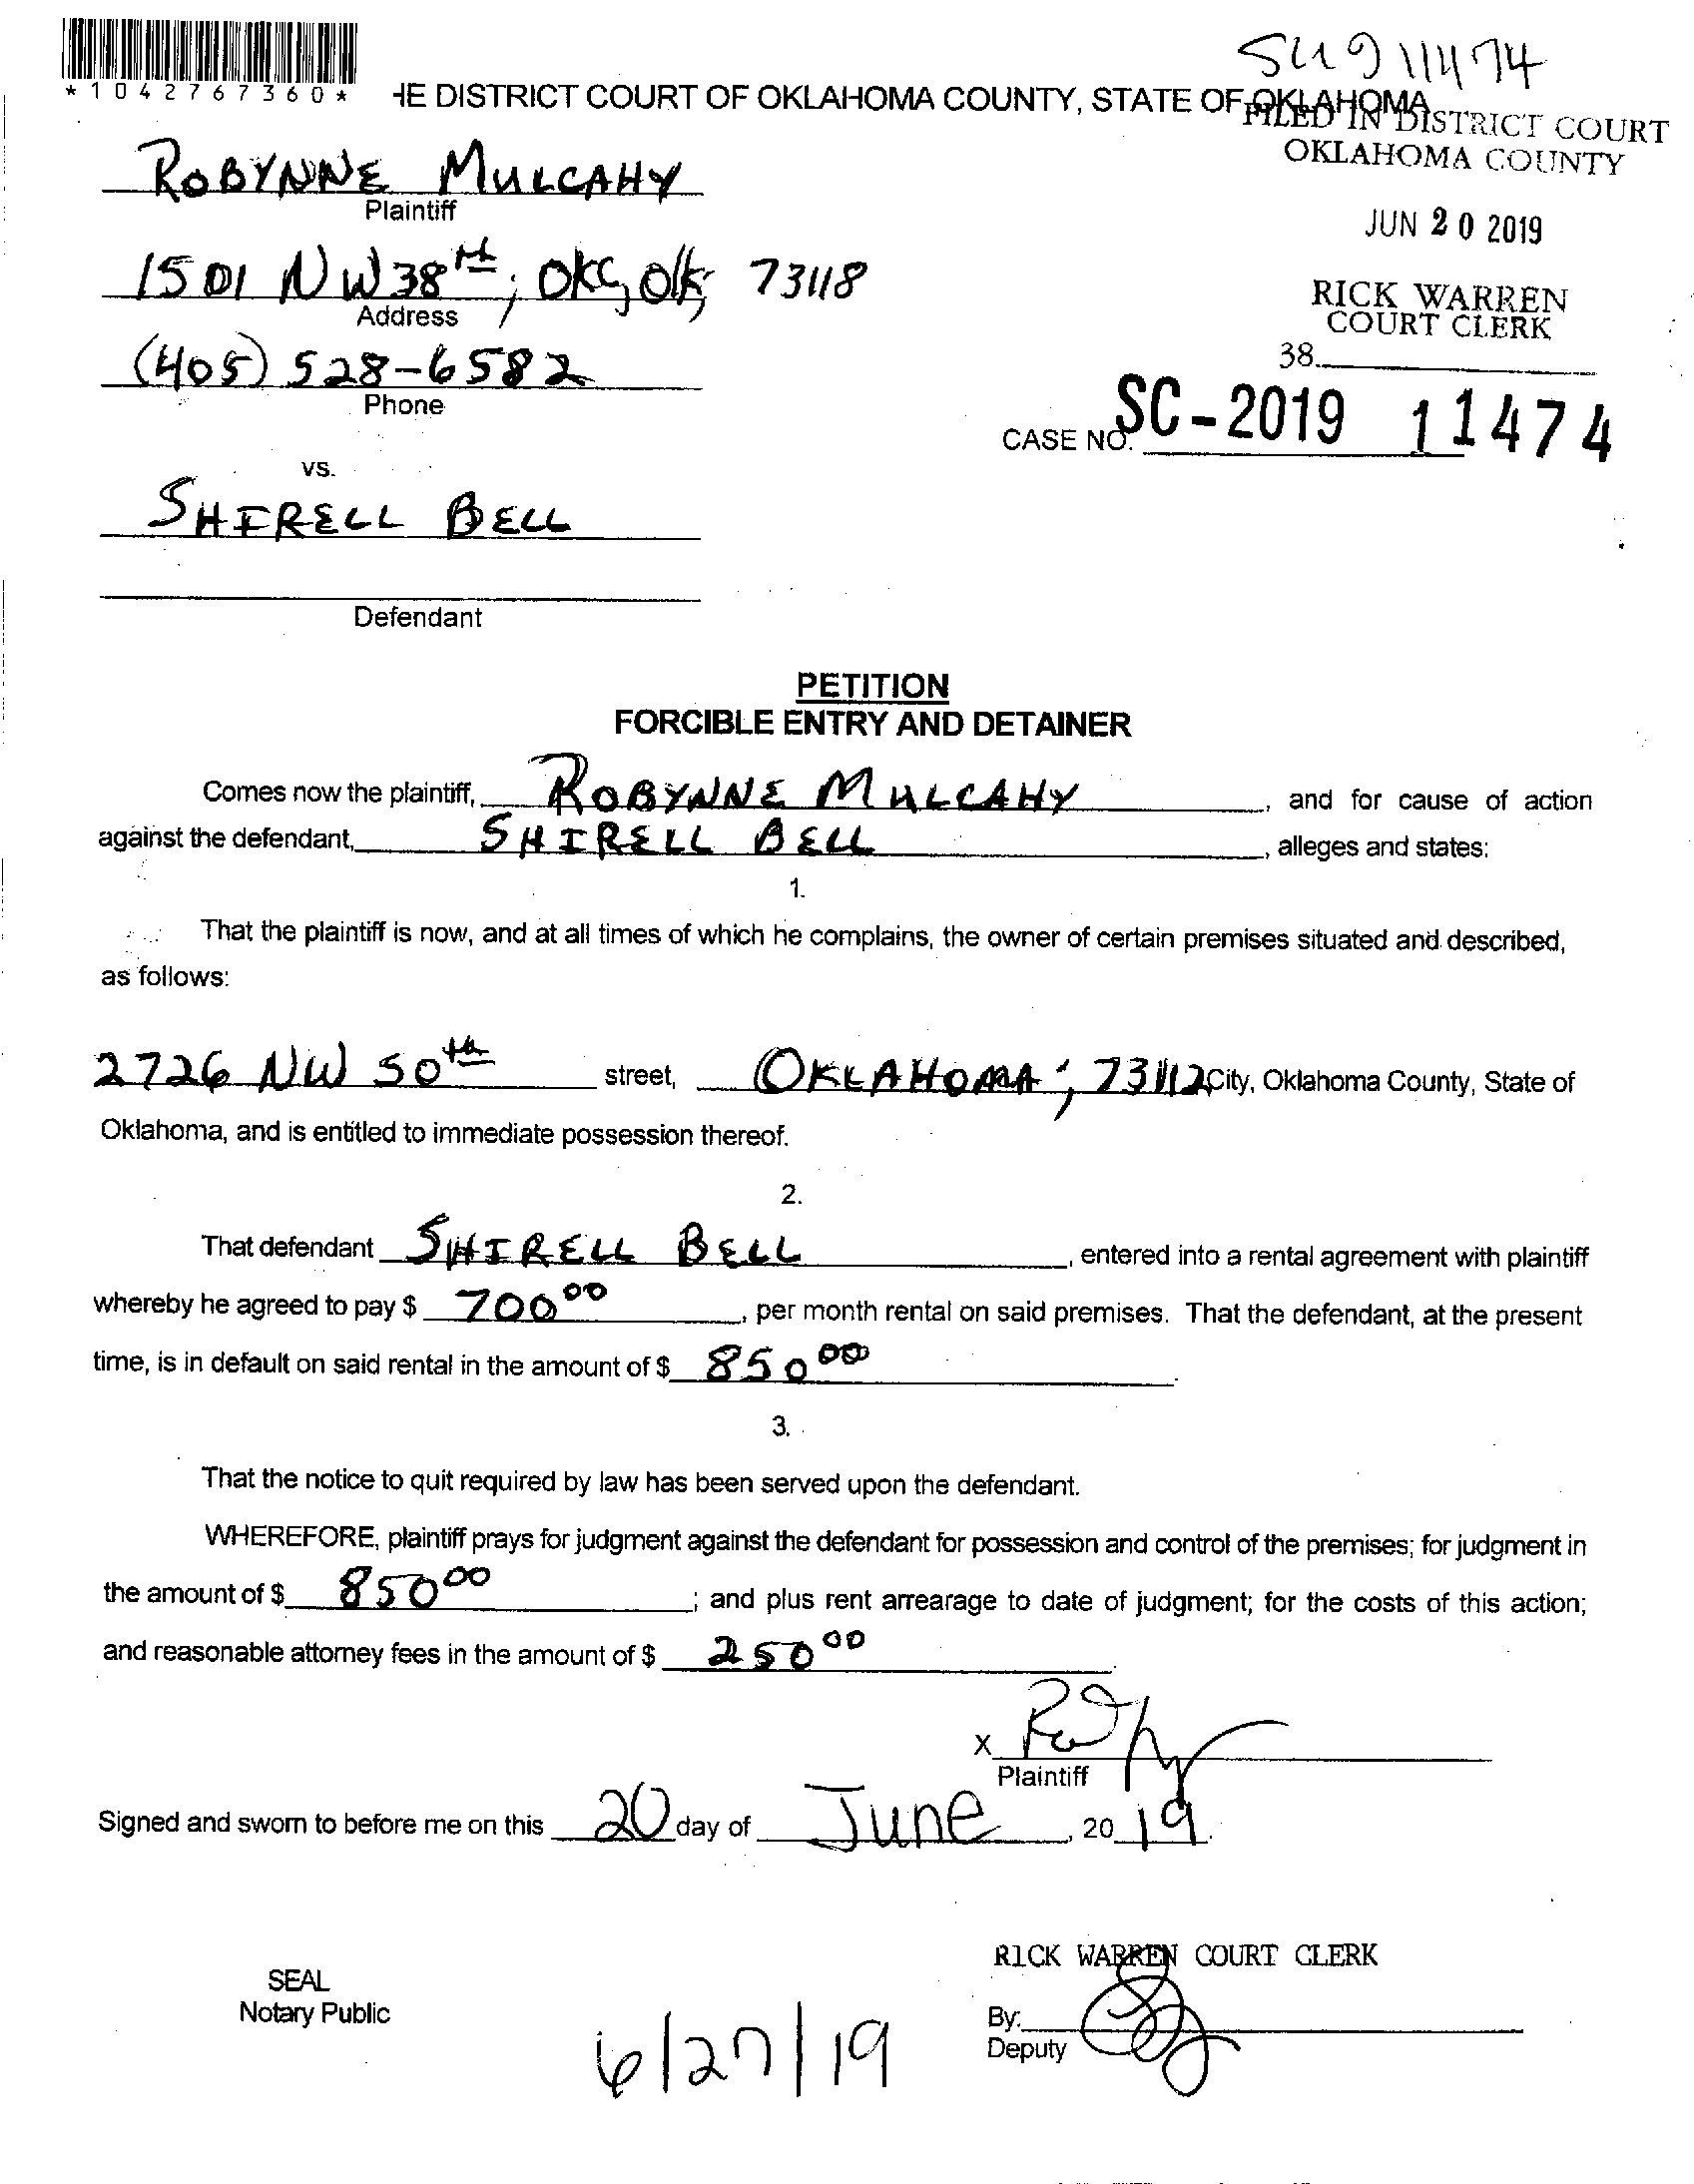 SC19 11474
*1042767360*
HE DISTRICT COURT OF OKLAHOMA COUNTY, STATE OF OKLAHOMA
FILED IN DISTRICT COURT
OKLAHOMA COUNTY
ROBYNNE MULCAHY
Plaintiff
JUN 20 2019
1501 NW 38th; OKC, Ok, 73118
Address
RICK WARREN
COURT CLERK
38.
(405) 528-6582
Phone
CASE NO. SC-2019 11474
vs.
SHIRELL BELL
Defendant
PETITION
FORCIBLE ENTRY AND DETAINER
Comes now the plaintiff, ROBYNNE MULCAHY, and for cause of action
against the defendant, SHIRELL BELL, alleges and states:
1.
That the plaintiff is now, and at all times of which he complains, the owner of certain premises situated and described,
as follows:
2726 NW 50th street, OKLAHOMA; 73112 City, Oklahoma County, State of
Oklahoma, and is entitled to immediate possession thereof.
2.
That defendant SHIRELL BELL, entered into a rental agreement with plaintiff
whereby he agreed to pay $ 700 00, per month rental on said premises. That the defendant, at the present
time, is in default on said rental in the amount of $ 850 00.
3.
That the notice to quit required by law has been served upon the defendant.
WHEREFORE, plaintiff prays for judgment against the defendant for possession and control of the premises; for judgment in
the amount of $ 850 00; and plus rent arrearage to date of judgment; for the costs of this action;
and reasonable attorney fees in the amount of $ 250 00
X
Plaintiff
Signed and sworn to before me on this 20 day of June, 20 19.
RICK WARREN COURT CLERK
SEAL
Notary Public
By:
Deputy
6/27/19